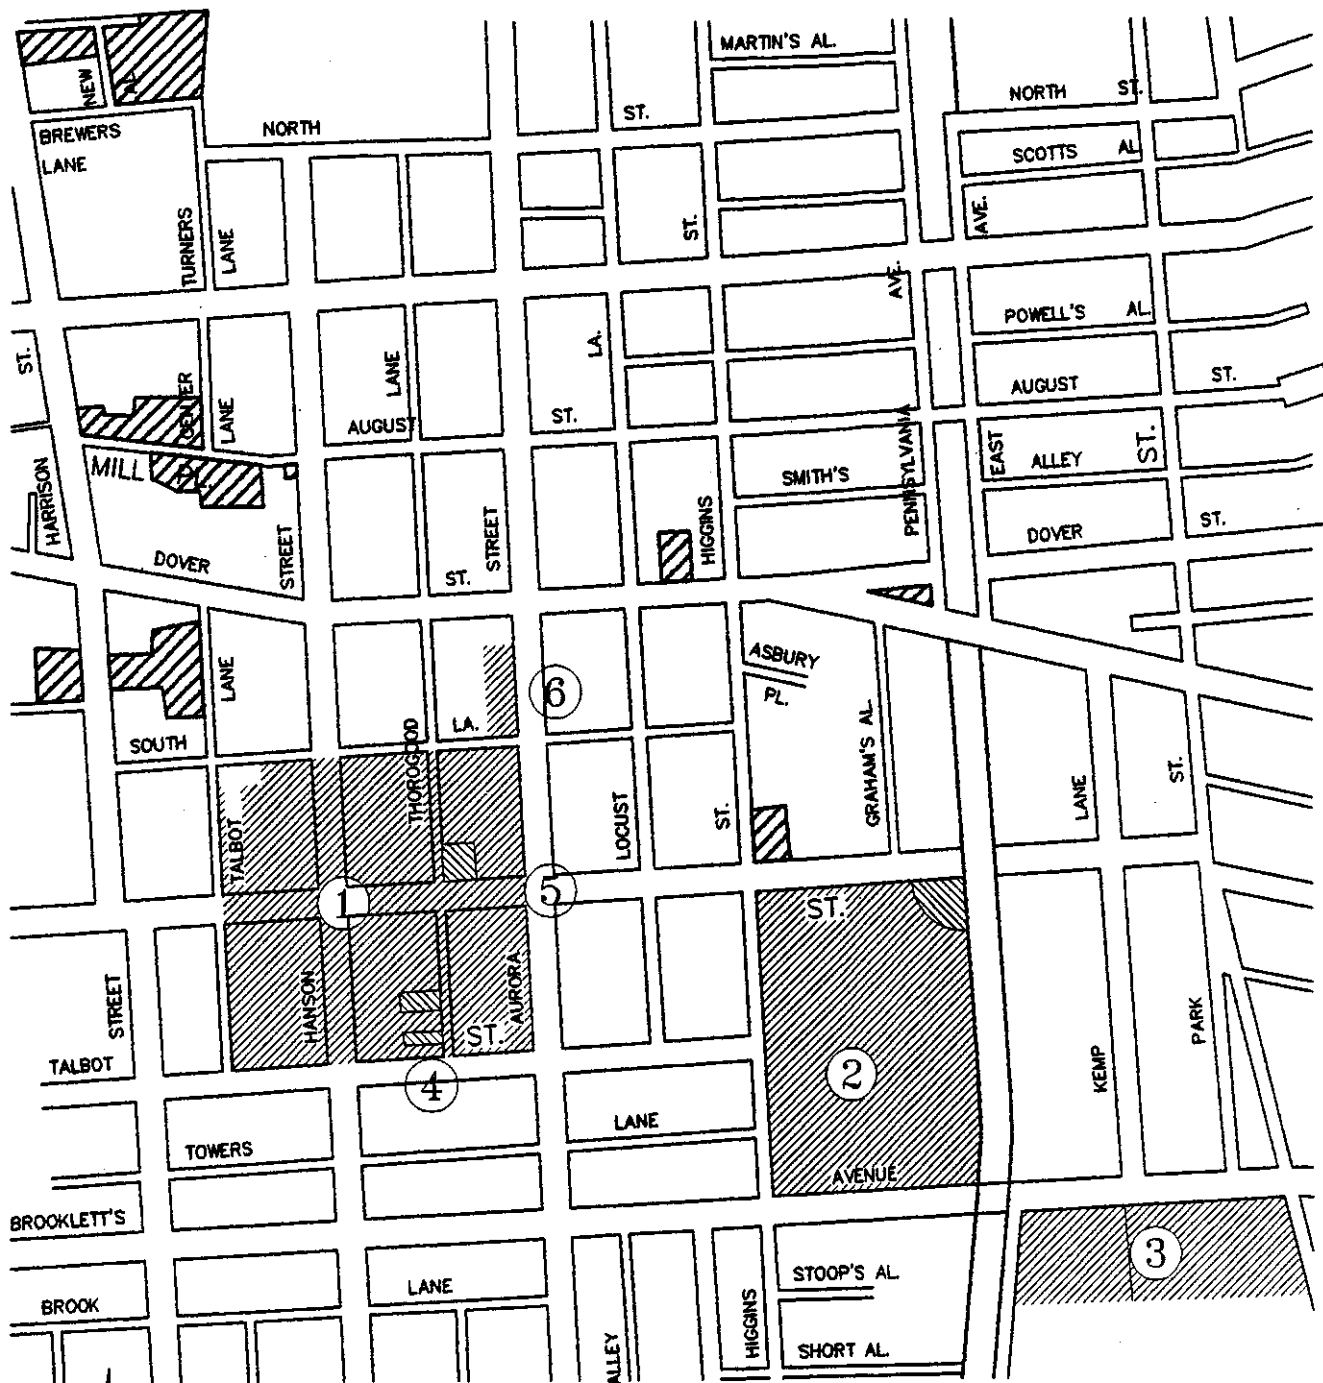 MARTIN'S AL.
NEW
AL
NORTH
ST.
NORTH
ST.
BREWERS
LANE
SCOTTS
AL
TURNERS
LANE
ST.
AVE.
AVE.
POWELL'S
AL.
ST.
LANE
LA.
AUGUST
ST.
CENTER
LANE
AUGUST
ST.
HARRISON
MILL
PL.
STREET
STREET
HIGGINS
SMITH'S
PENNSYLVANIA
EAST
ALLEY
ST.
DOVER
ST.
DOVER
ST.
LANE
ASBURY
PL.
6
SOUTH
LA.
THOROGOOD
GRAHAM'S AL.
LANE
ST.
TALBOT
LOCUST
ST.
1
5
ST.
STREET
HANSON
AURORA
ST.
TALBOT
4
2
KEMP
PARK
TOWERS
LANE
AVENUE
BROOKLETT'S
3
BROOK
LANE
STOOP'S AL.
ALLEY
HIGGINS
SHORT AL.